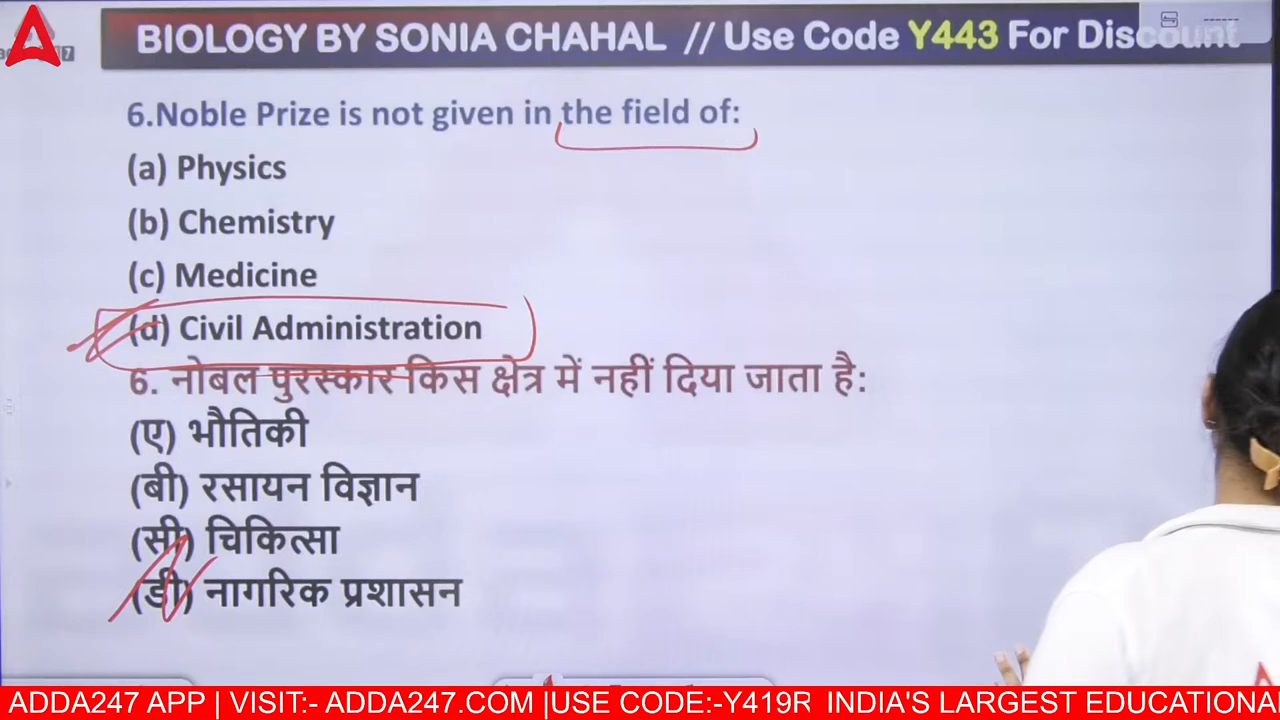 BIOLOGY BY SONIA CHAHAL // Use Code Y443 For Discount
6.Noble Prize is not given in the field of:
(a) Physics
(b) Chemistry
(c) Medicine
(d) Civil Administration
6. नोबल पुरस्कार किस क्षेत्र में नहीं दिया जाता है:
(ए) भौतिकी
(बी) रसायन विज्ञान
(सी) चिकित्सा
(डी) नागरिक प्रशासन
ADDA247 APP | VISIT:- ADDA247.COM |USE CODE:-Y419R INDIA'S LARGEST EDUCATIONA